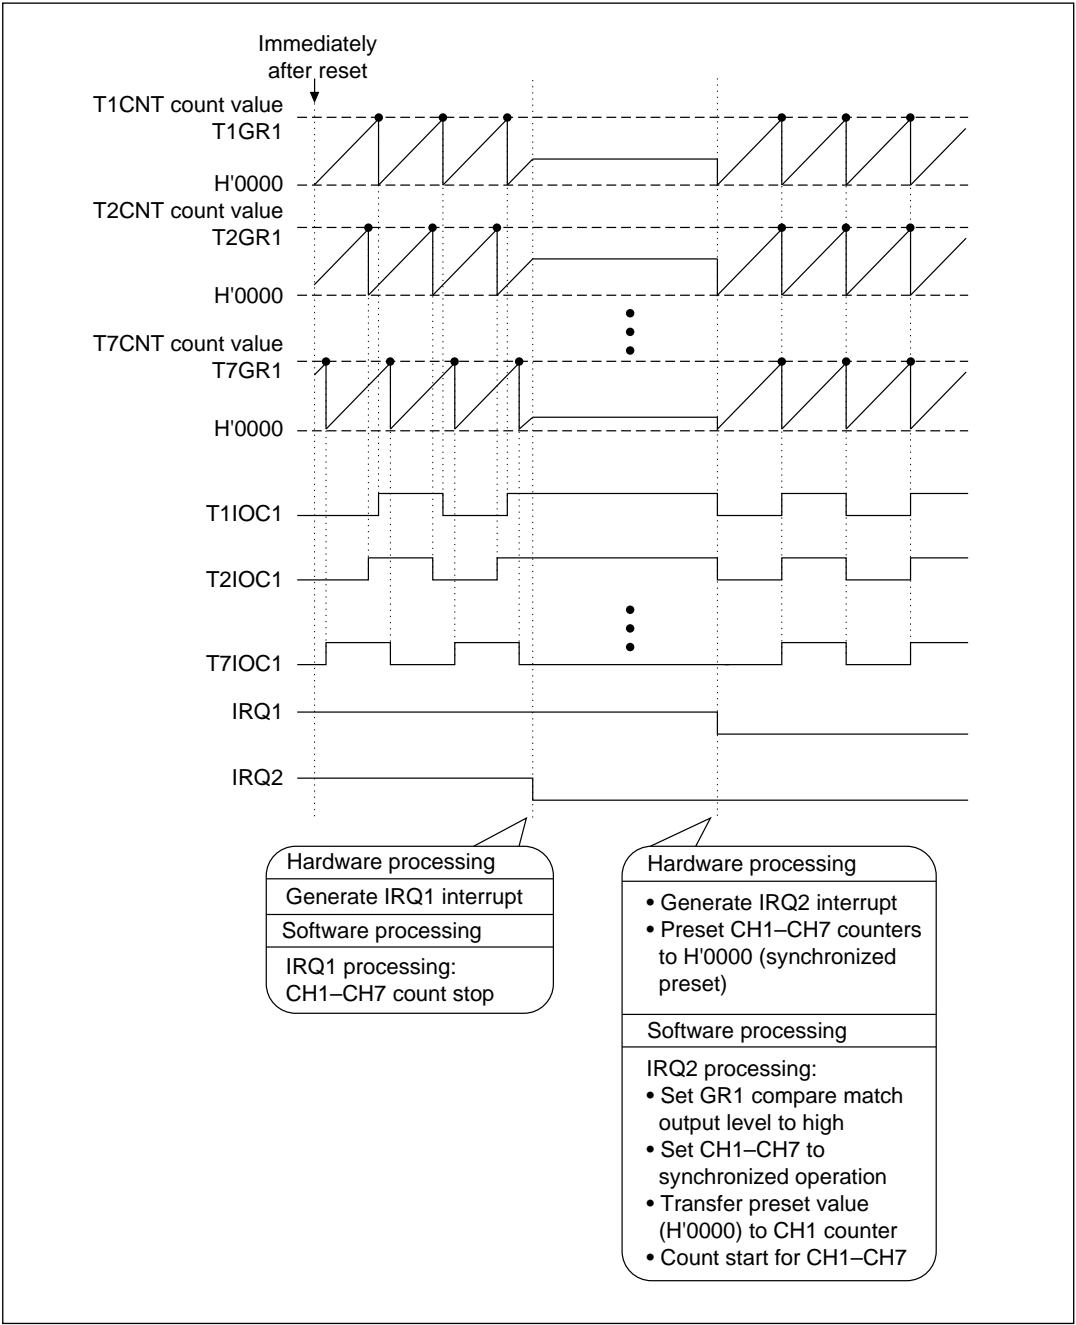 Immediately
after reset
T1CNT count value
T1GR1
H'0000
T2CNT count value
T2GR1
H'0000
T7CNT count value
T7GR1
H'0000
T1IOC1
T2IOC1
T7IOC1
IRQ1
IRQ2
Hardware processing
Generate IRQ1 interrupt
Software processing
IRQ1 processing:
CH1–CH7 count stop
Hardware processing
• Generate IRQ2 interrupt
• Preset CH1–CH7 counters
to H'0000 (synchronized
preset)
Software processing
IRQ2 processing:
• Set GR1 compare match
output level to high
• Set CH1–CH7 to
synchronized operation
• Transfer preset value
(H'0000) to CH1 counter
• Count start for CH1–CH7